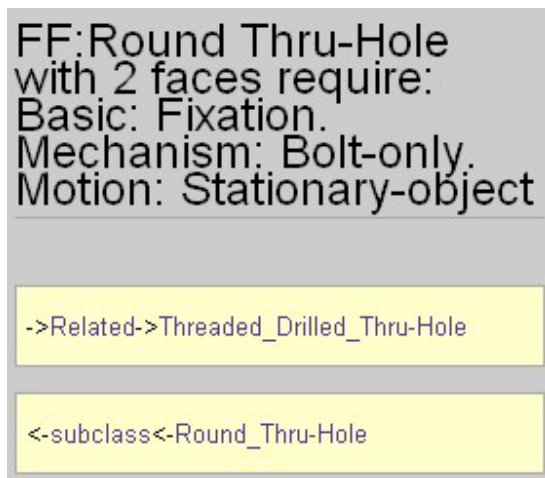 FF:Round Thru-Hole
with 2 faces require:
Basic: Fixation.
Mechanism: Bolt-only.
Motion: Stationary-object
->Related->Threaded_Drilled_Thru-Hole
<-subclass<-Round_Thru-Hole